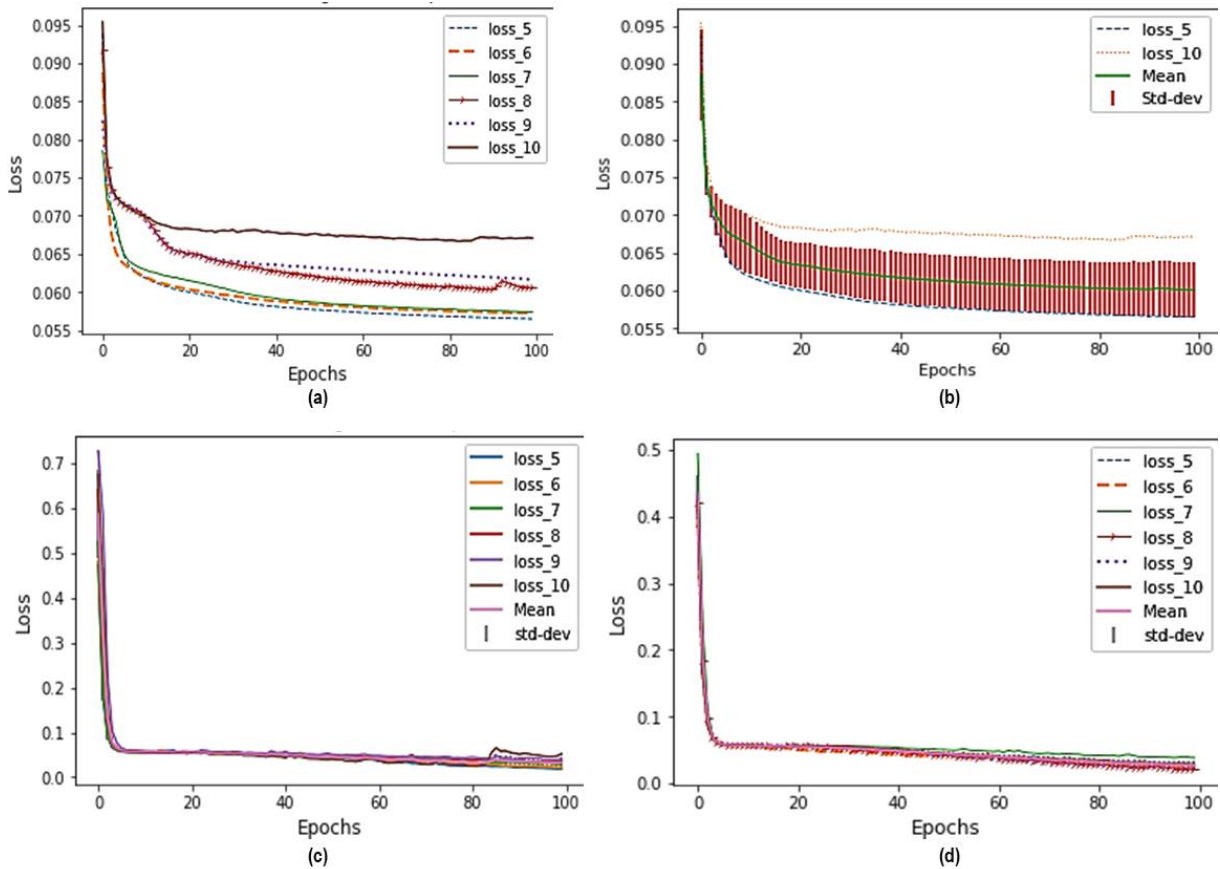 0.095
0.090
0.085
0.080
0.075
0.070
0.065
0.060
0.055
Loss
0
20
40
60
80
100
Epochs
loss_5
loss_6
loss_7
loss_8
loss_9
loss_10
(a)
0.095
0.090
0.085
0.080
0.075
0.070
0.065
0.060
0.055
Loss
0
20
40
60
80
100
Epochs
loss_5
loss_10
Mean
Std-dev
(b)
0.7
0.6
0.5
0.4
0.3
0.2
0.1
0.0
Loss
0
20
40
60
80
100
Epochs
loss_5
loss_6
loss_7
loss_8
loss_9
loss_10
Mean
std-dev
(c)
0.5
0.4
0.3
0.2
0.1
0.0
Loss
0
20
40
60
80
100
Epochs
loss_5
loss_6
loss_7
loss_8
loss_9
loss_10
Mean
std-dev
(d)